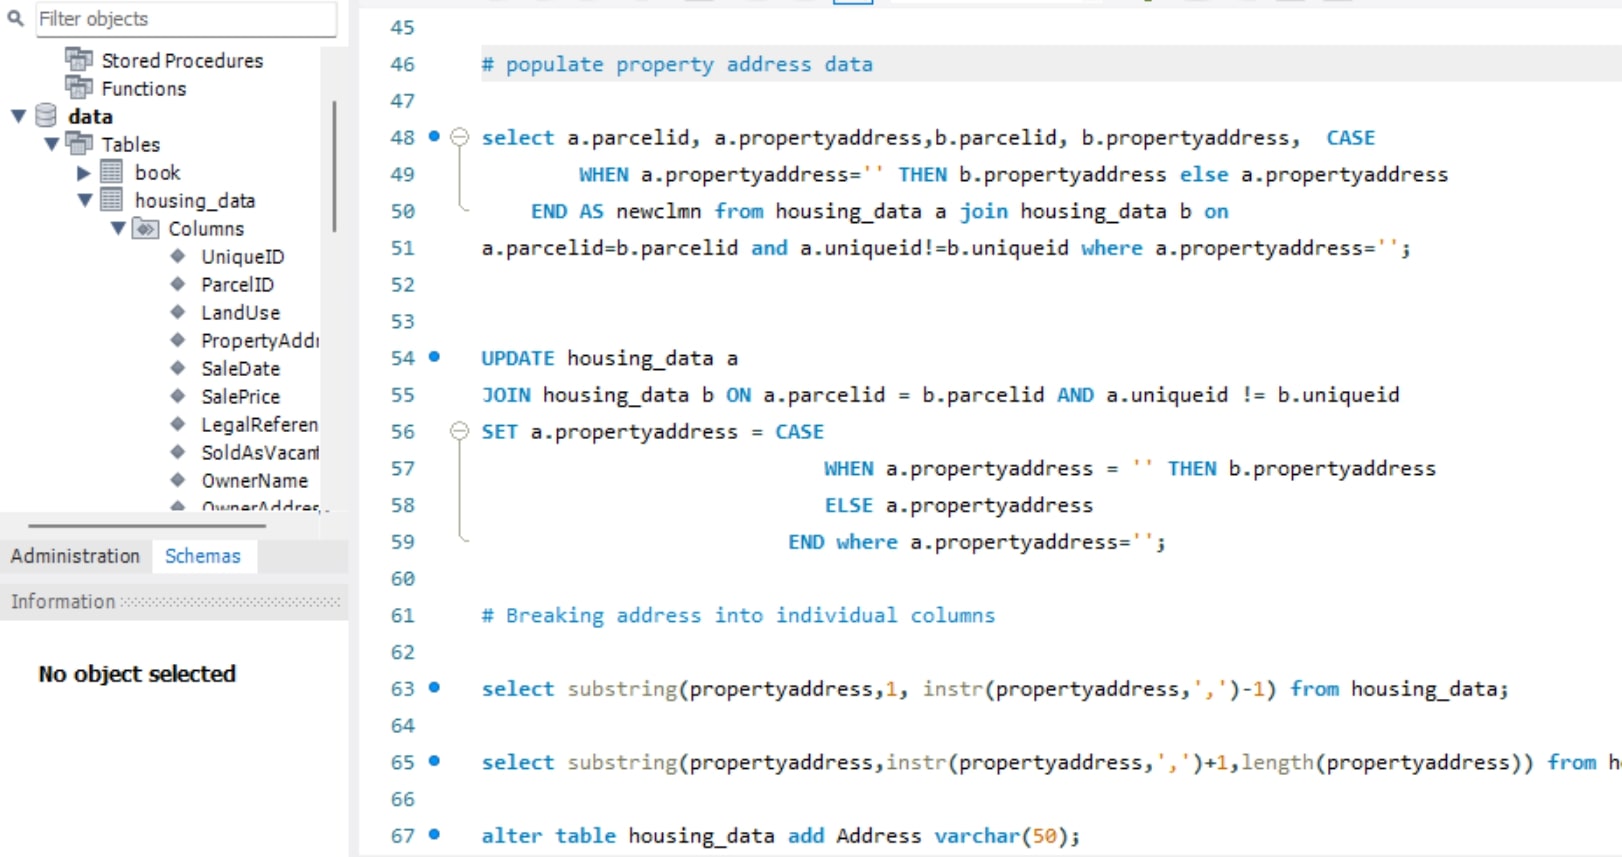 Filter objects
Stored Procedures
Functions
data
Tables
book
housing_data
Columns
UniqueID
ParcelID
LandUse
PropertyAddr
SaleDate
SalePrice
LegalReferen
SoldAsVacant
OwnerName
OwnerAddres
Administration Schemas
Information
No object selected
45
46 # populate property address data
47
48 select a.parcelid, a.propertyaddress,b.parcelid, b.propertyaddress, CASE
49 WHEN a.propertyaddress='' THEN b.propertyaddress else a.propertyaddress
50 END AS newclmn from housing_data a join housing_data b on
51 a.parcelid=b.parcelid and a.uniqueid!=b.uniqueid where a.propertyaddress='';
52
53
54 UPDATE housing_data a
55 JOIN housing_data b ON a.parcelid = b.parcelid AND a.uniqueid != b.uniqueid
56 SET a.propertyaddress = CASE
57 WHEN a.propertyaddress = '' THEN b.propertyaddress
58 ELSE a.propertyaddress
59 END where a.propertyaddress='';
60
61 # Breaking address into individual columns
62
63 select substring(propertyaddress,1, instr(propertyaddress,',')-1) from housing_data;
64
65 select substring(propertyaddress,instr(propertyaddress,',')+1,length(propertyaddress)) from h
66
67 alter table housing_data add Address varchar(50);